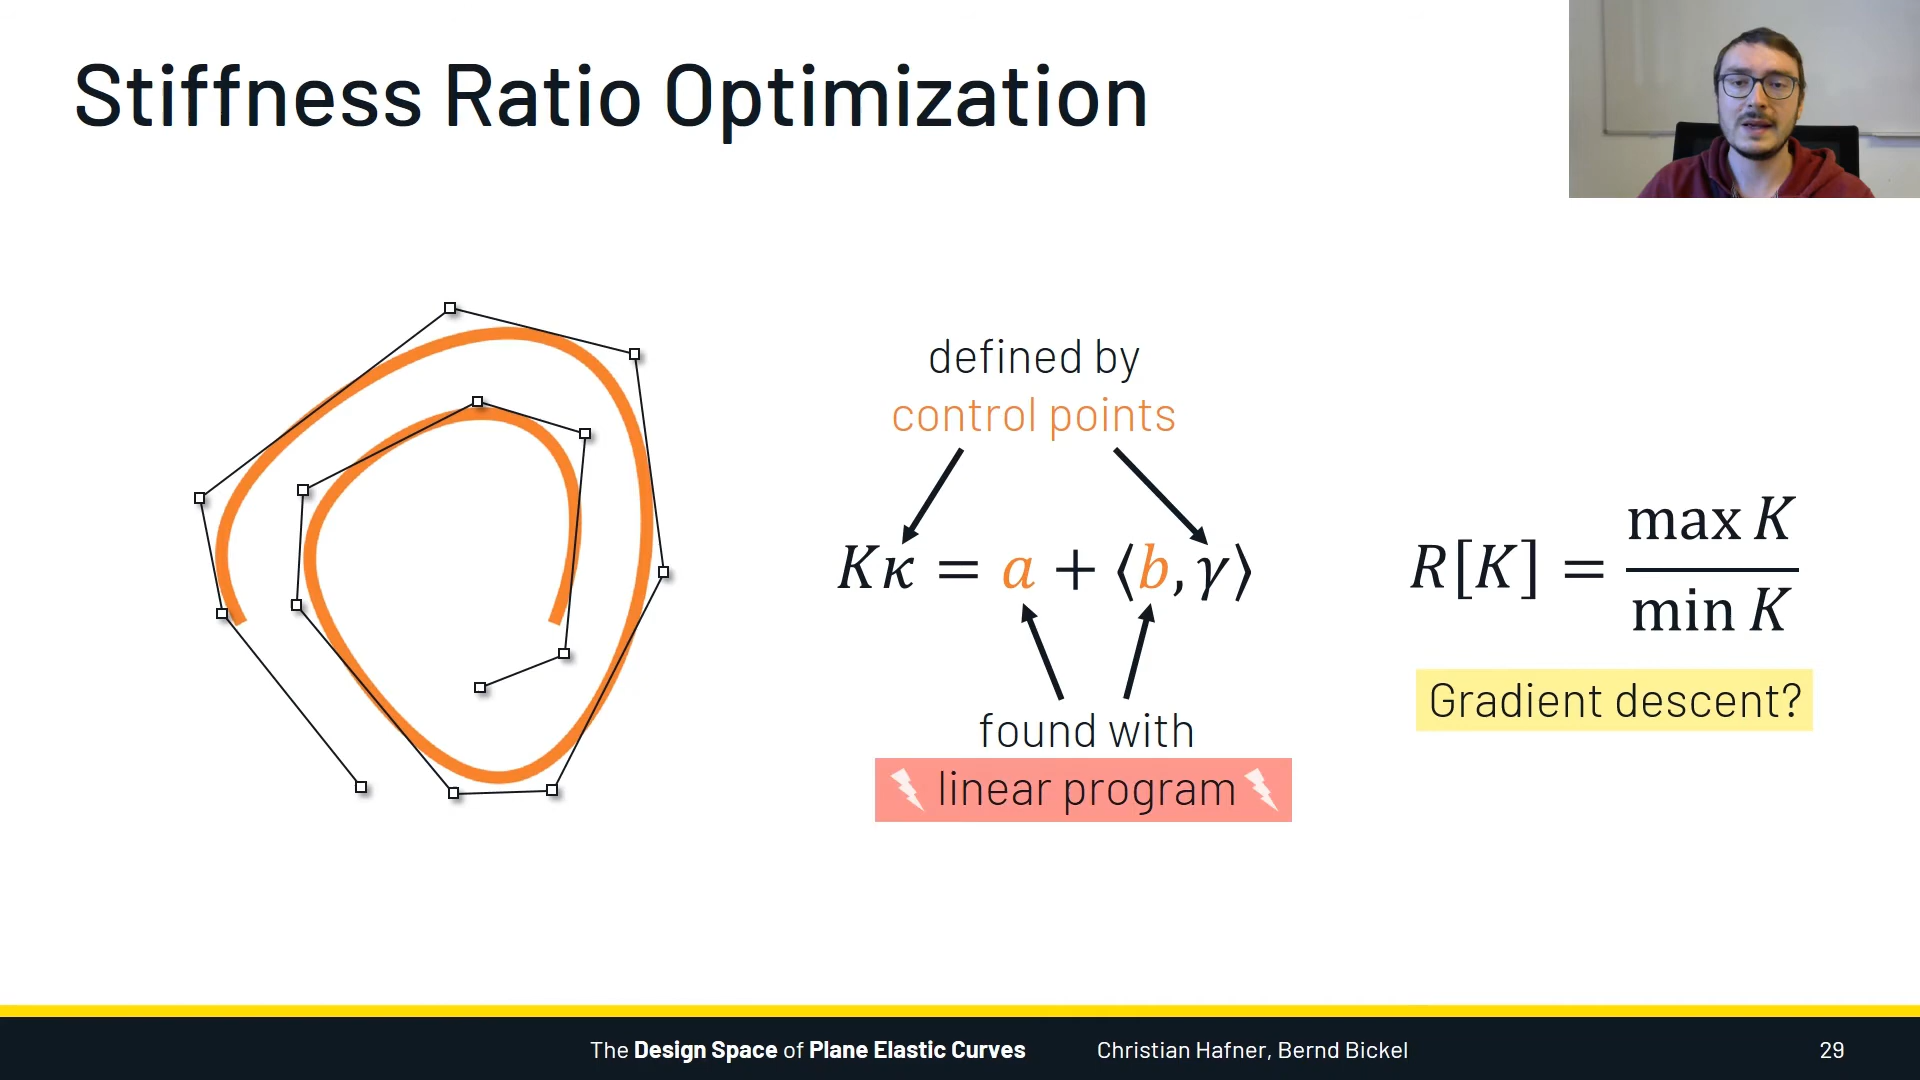 Stiffness Ratio Optimization
defined by
control points
Kκ = a + ⟨b, γ⟩
found with
linear program
R[K] = max K / min K
Gradient descent?
The Design Space of Plane Elastic Curves
Christian Hafner, Bernd Bickel
29